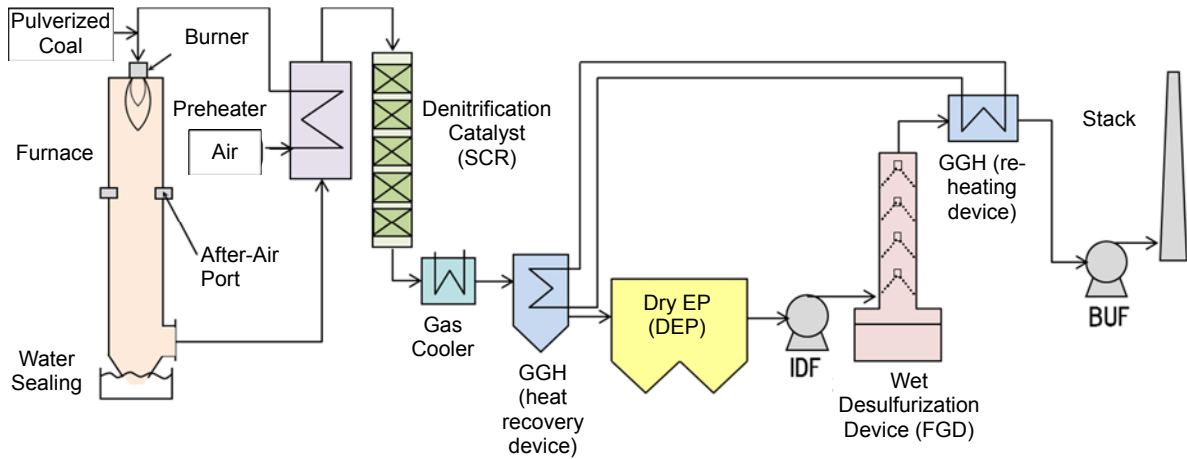 Pulverized
Coal
Burner
Preheater
Air
Furnace
After-Air
Port
Water
Sealing
Denitrification
Catalyst
(SCR)
Gas
Cooler
GGH
(heat
recovery
device)
Dry EP
(DEP)
IDF
Wet
Desulfurization
Device (FGD)
GGH (re-
heating
device)
BUF
Stack